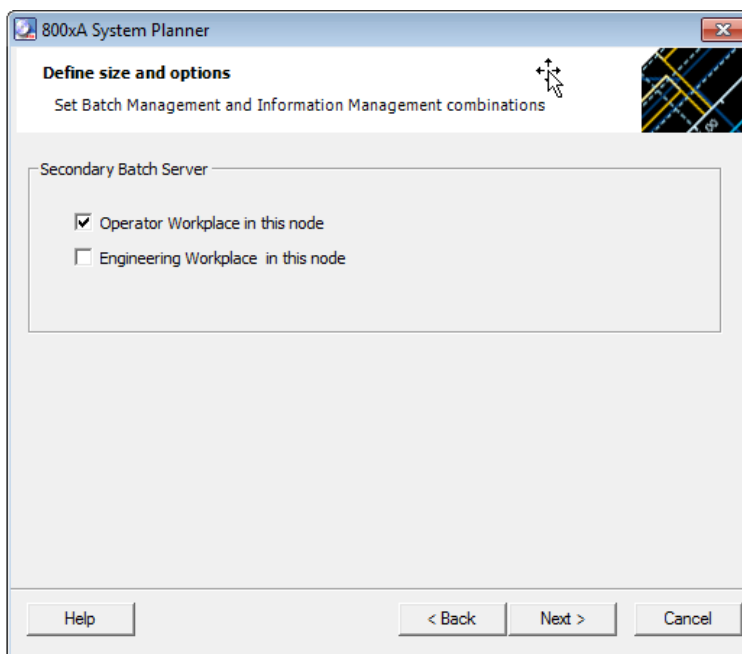 800xA System Planner
Define size and options
Set Batch Management and Information Management combinations
Secondary Batch Server
Operator Workplace in this node
Engineering Workplace in this node
Help
< Back
Next >
Cancel